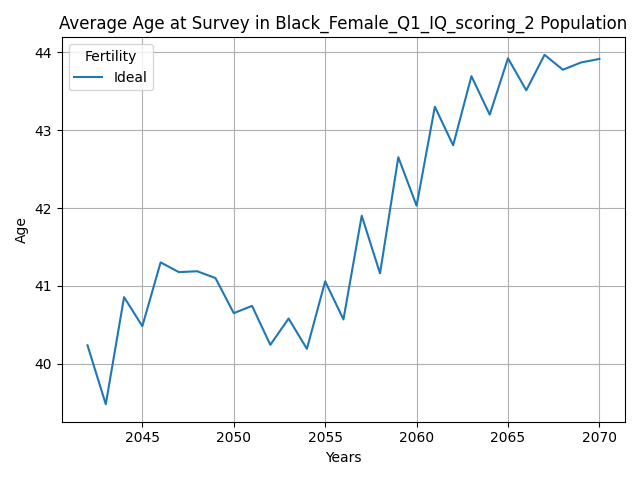 Average Age at Survey in Black_Female_Q1_IQ_scoring_2 Population
Fertility
Ideal
44
43
42
41
40
Age
2045 2050 2055 2060 2065 2070
Years